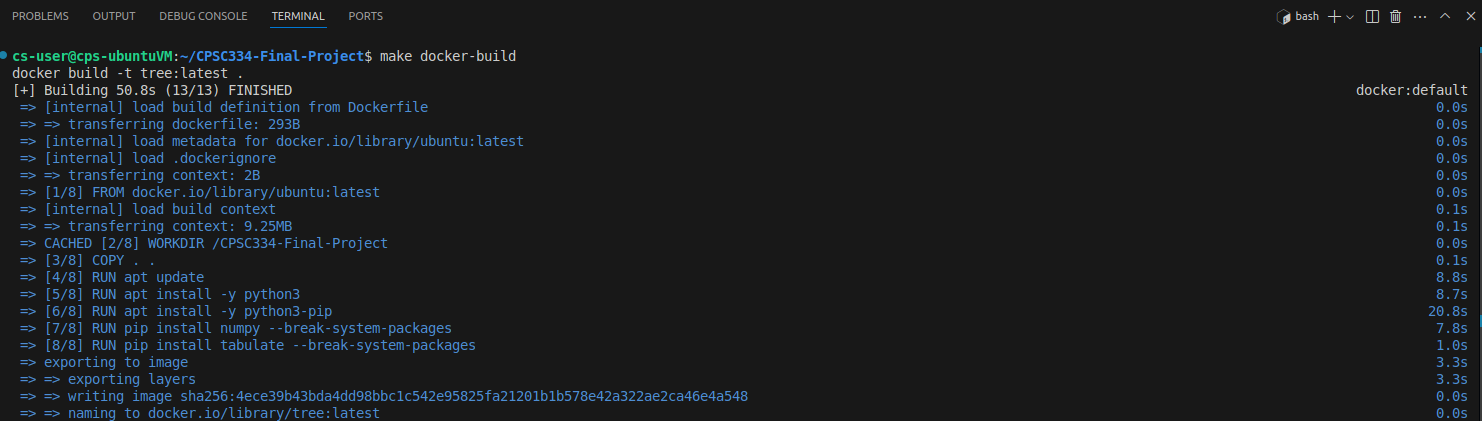 PROBLEMS OUTPUT DEBUG CONSOLE TERMINAL PORTS bash
cs-user@cps-ubuntuVM:~/CPSC334-Final-Project$ make docker-build
docker build -t tree:latest .
[+] Building 50.8s (13/13) FINISHED docker:default
=> [internal] load build definition from Dockerfile 0.0s
=> => transferring dockerfile: 293B 0.0s
=> [internal] load metadata for docker.io/library/ubuntu:latest 0.0s
=> [internal] load .dockerignore 0.0s
=> => transferring context: 2B 0.0s
=> [1/8] FROM docker.io/library/ubuntu:latest 0.0s
=> [internal] load build context 0.1s
=> => transferring context: 9.25MB 0.1s
=> CACHED [2/8] WORKDIR /CPSC334-Final-Project 0.0s
=> [3/8] COPY . . 0.1s
=> [4/8] RUN apt update 8.8s
=> [5/8] RUN apt install -y python3 8.7s
=> [6/8] RUN apt install -y python3-pip 20.8s
=> [7/8] RUN pip install numpy --break-system-packages 7.8s
=> [8/8] RUN pip install tabulate --break-system-packages 1.0s
=> exporting to image 3.3s
=> => exporting layers 3.3s
=> => writing image sha256:4ece39b43bda4dd98bbc1c542e95825fa21201b1b578e42a322ae2ca46e4a548 0.0s
=> => naming to docker.io/library/tree:latest 0.0s